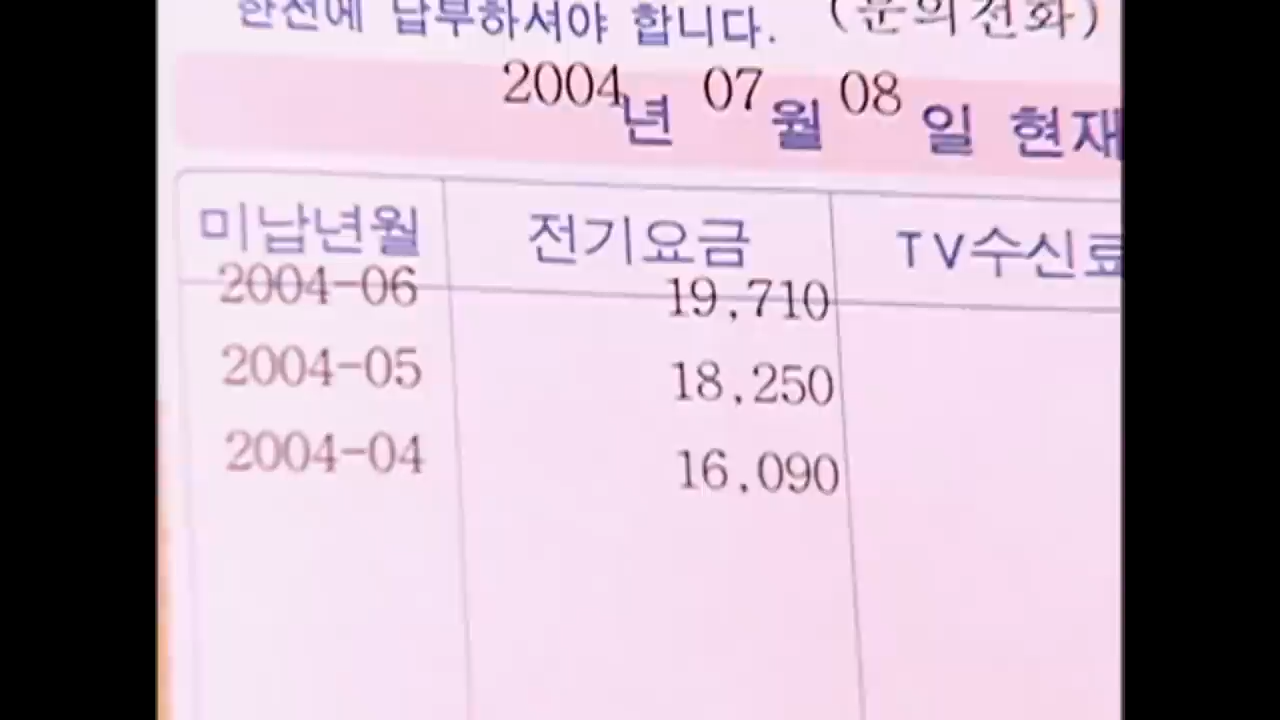 한전에 납부하셔야 합니다. (문의전화)
2004년 07월 08일 현재
미납년월 전기요금 TV수신료
2004-06 19,710
2004-05 18,250
2004-04 16,090